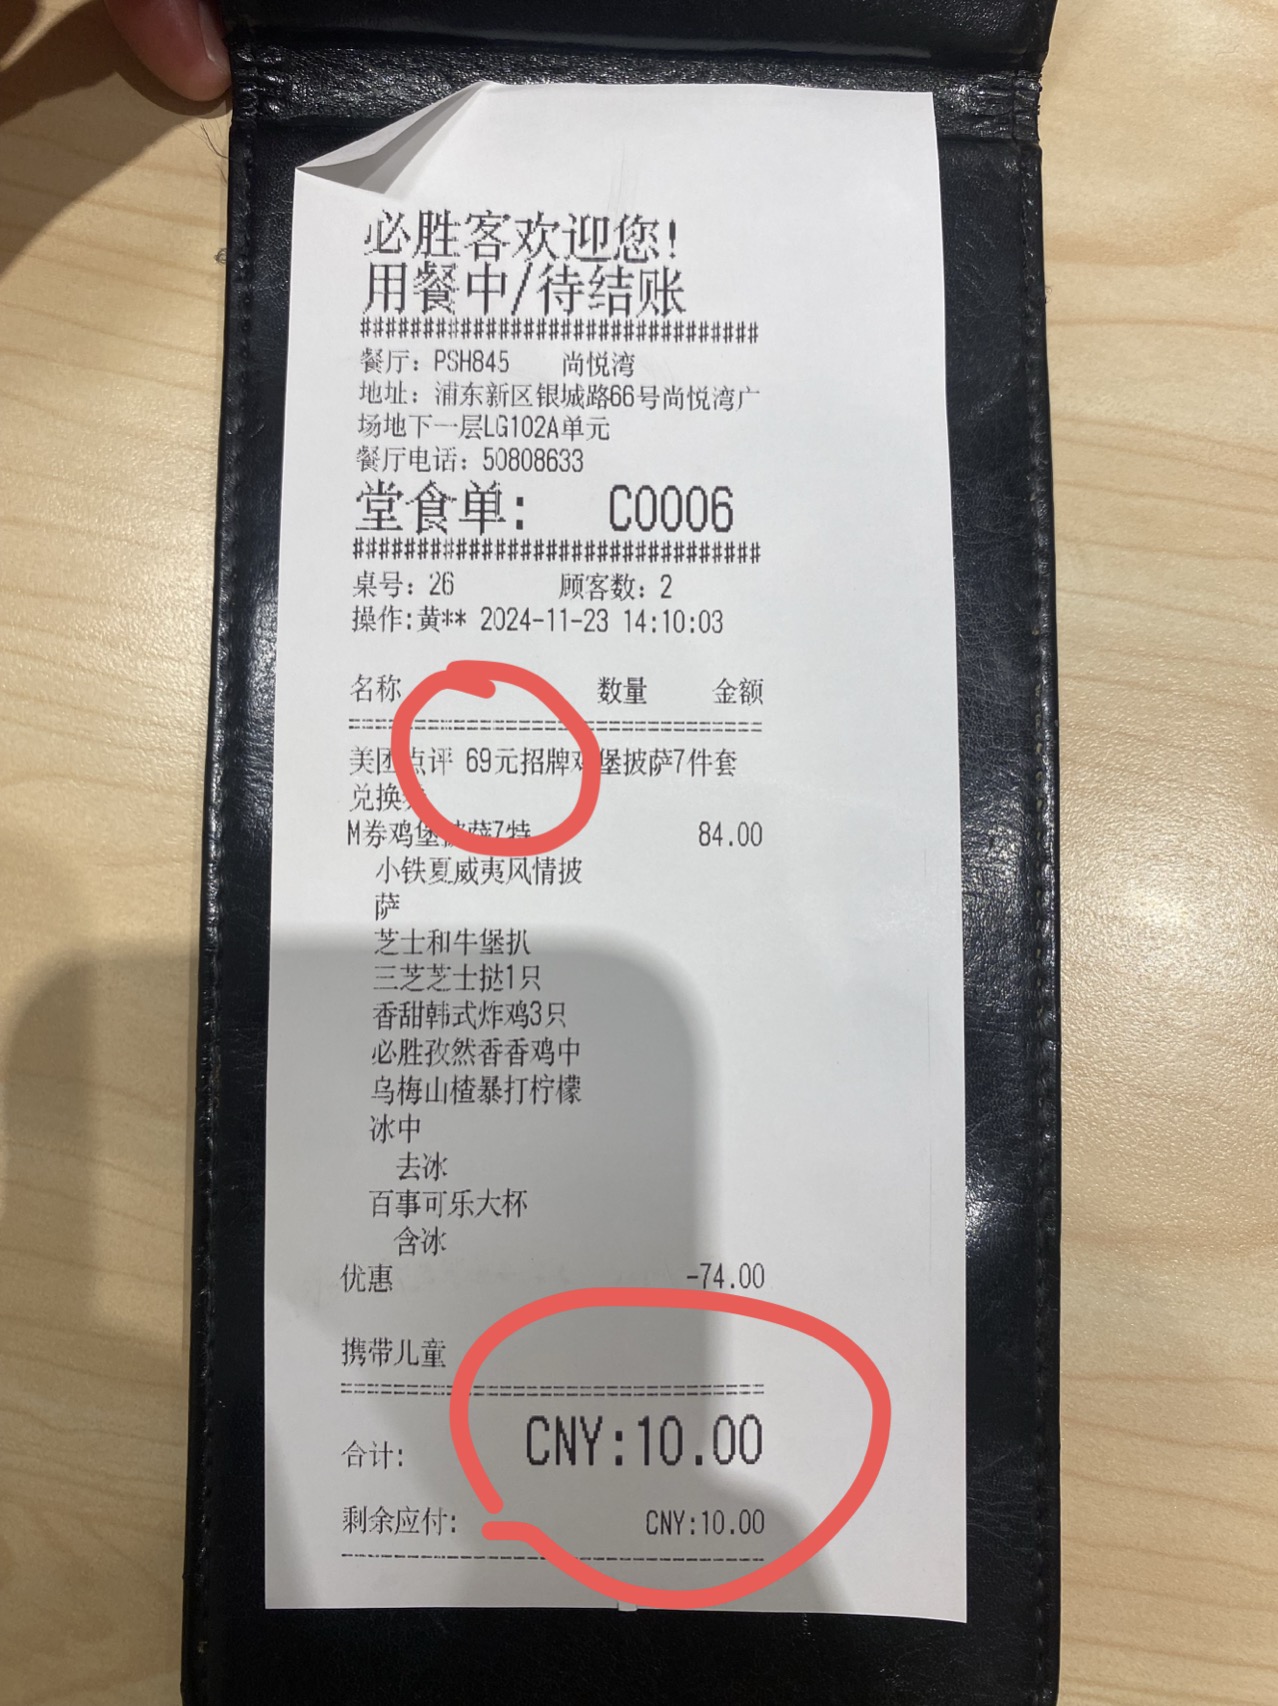 必胜客欢迎您!
用餐中/待结账
################################
餐厅: PSH845 尚悦湾
地址: 浦东新区银城路66号尚悦湾广
场地下一层LG102A单元
餐厅电话: 50808633
堂食单: C0006
################################
桌号: 26 顾客数: 2
操作:黄** 2024-11-23 14:10:03
名称 数量 金额
美团点评 69元招牌鸡堡披萨7件套
兑换券
M券鸡堡披萨7特 84.00
小铁夏威夷风情披
萨
芝士和牛堡扒
三芝芝士挞1只
香甜韩式炸鸡3只
必胜孜然香香鸡中
乌梅山楂暴打柠檬
冰中
去冰
百事可乐大杯
含冰
优惠 -74.00
携带儿童
合计: CNY:10.00
剩余应付: CNY:10.00